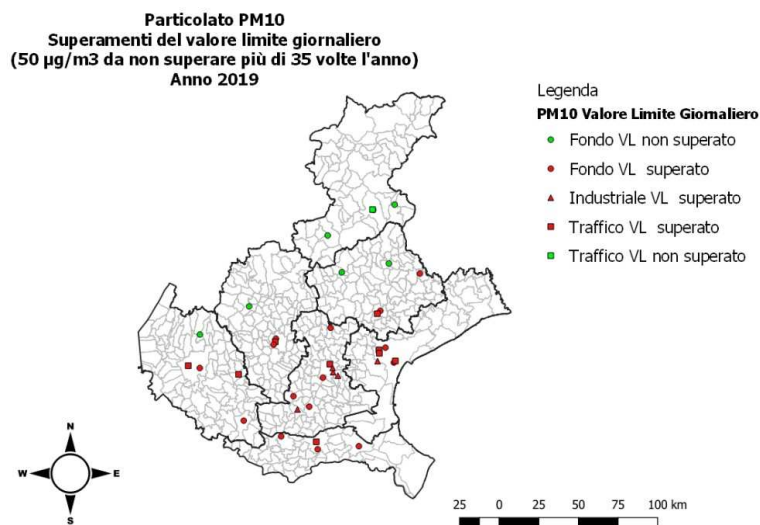 Particolato PM10
Superamenti del valore limite giornaliero
(50 µg/m3 da non superare più di 35 volte l'anno)
Anno 2019
Legenda
PM10 Valore Limite Giornaliero
Fondo VL non superato
Fondo VL superato
Industriale VL superato
Traffico VL superato
Traffico VL non superato
N
W E
S
25 0 25 50 75 100 km